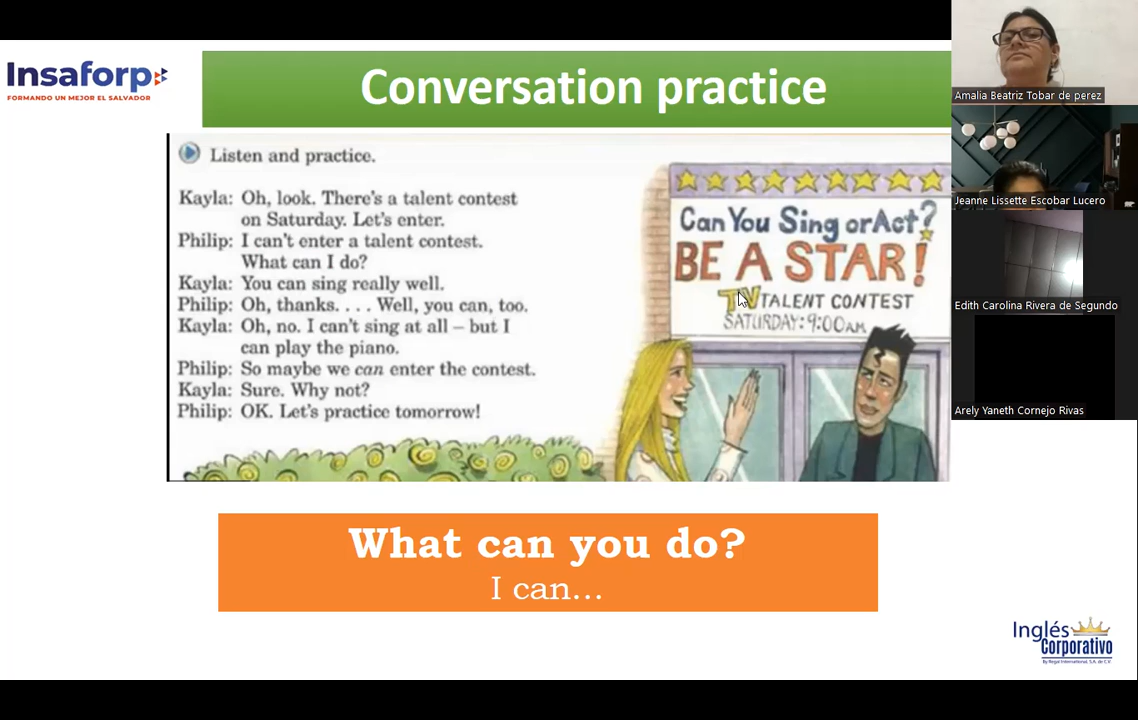 Insaforp
FORMANDO UN MEJOR EL SALVADOR
Conversation practice
Listen and practice.
Kayla: Oh, look. There's a talent contest
on Saturday. Let's enter.
Philip: I can't enter a talent contest.
What can I do?
Kayla: You can sing really well.
Philip: Oh, thanks. . . . Well, you can, too.
Kayla: Oh, no. I can't sing at all – but I
can play the piano.
Philip: So maybe we can enter the contest.
Kayla: Sure. Why not?
Philip: OK. Let's practice tomorrow!
Can You Sing or Act?
BE A STAR!
TV TALENT CONTEST
SATURDAY: 9:00 AM
What can you do?
I can...
Inglés
Corporativo
By Regal International, S.A. de C.V.
Amalia Beatriz Tobar de perez
Jeanne Lissette Escobar Lucero
Edith Carolina Rivera de Segundo
Arely Yaneth Cornejo Rivas